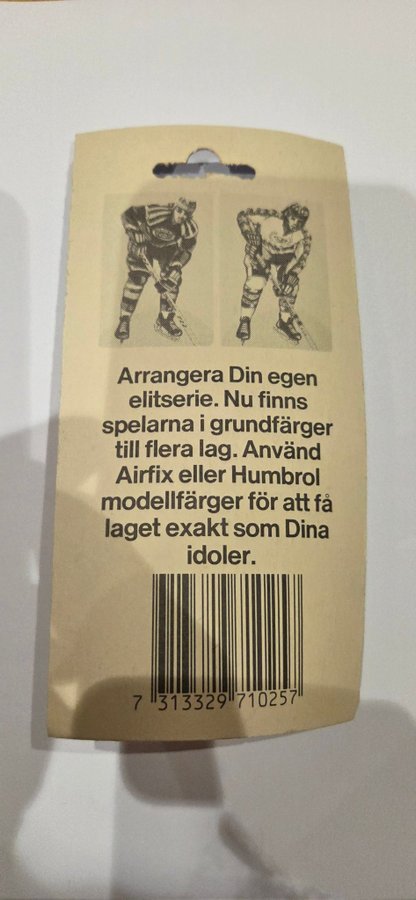 Arrangera Din egen
elitserie. Nu finns
spelarna i grundfärger
till flera lag. Använd
Airfix eller Humbrol
modellfärger för att få
laget exakt som Dina
idoler.
7 313329 710257